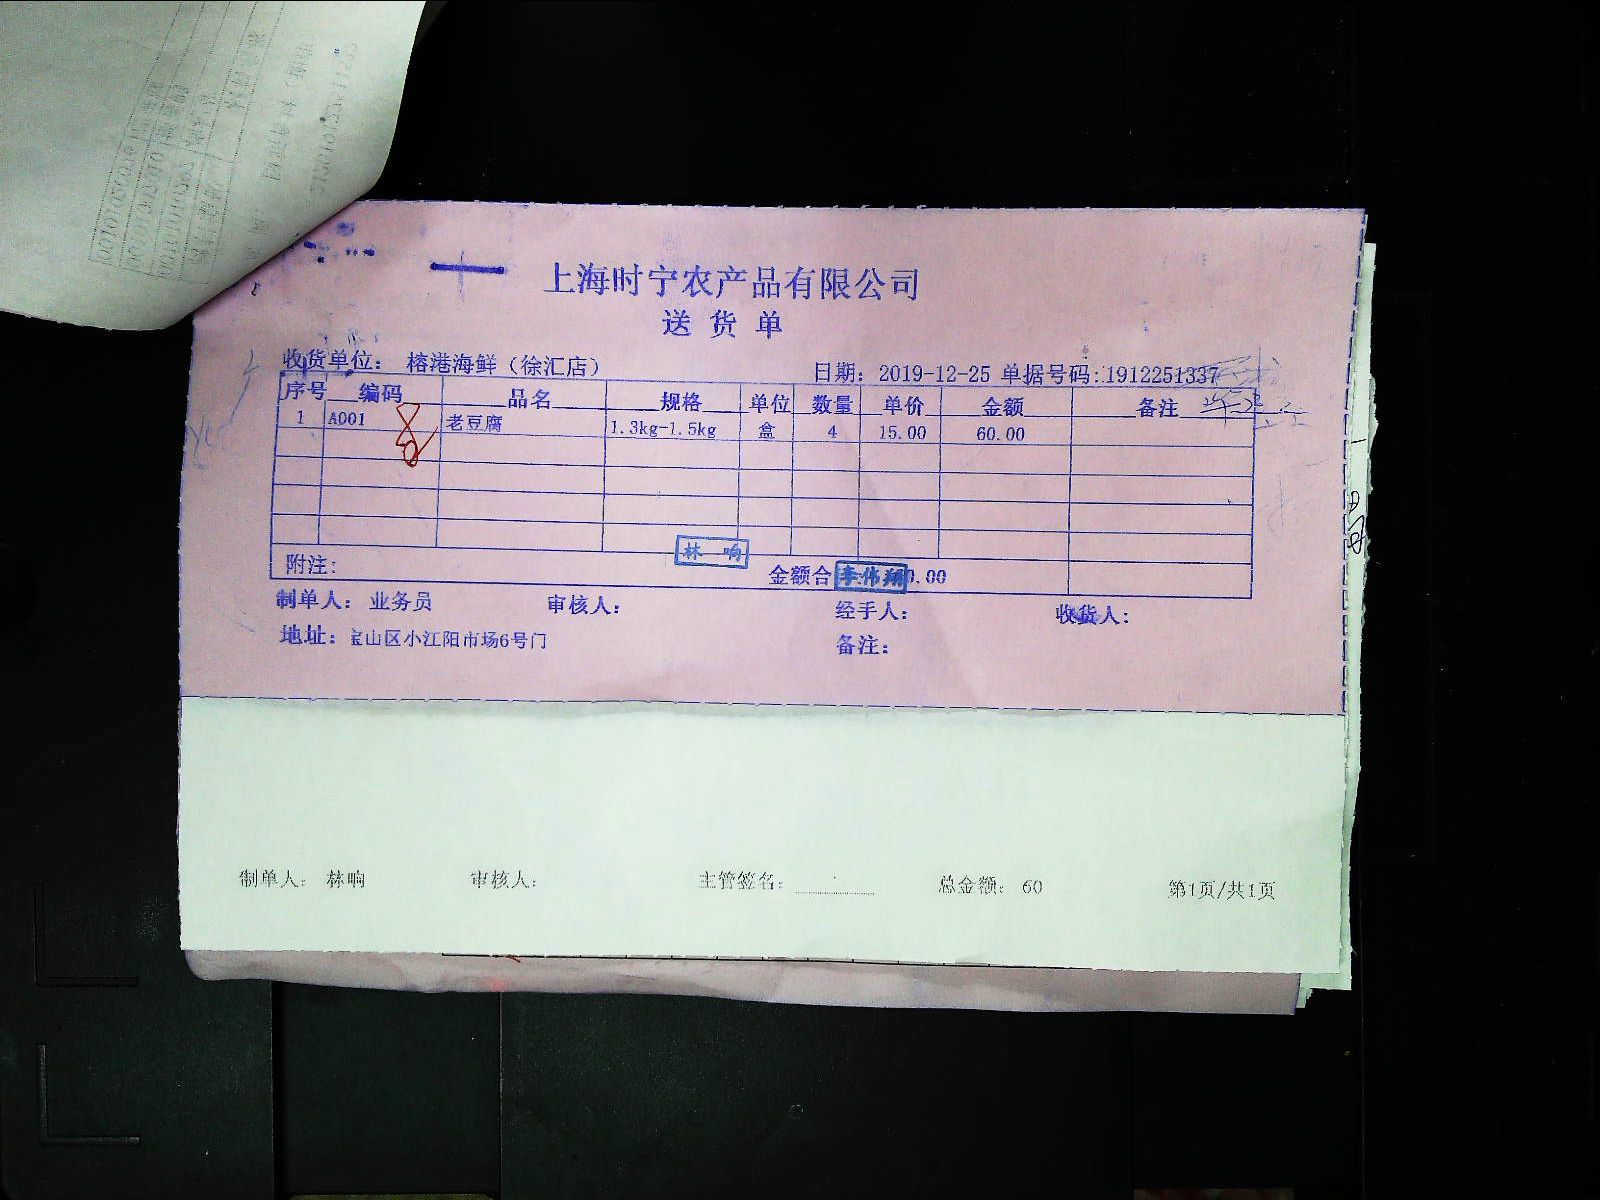 上海时宁农产品有限公司
送货单
收货单位： 榕港海鲜（徐汇店） 日期： 2019-12-25 单据号码：1912251337
序号 编码 品名 规格 单位 数量 单价 金额 备注
1 A001 老豆腐 1.3kg-1.5kg 盒 4 15.00 60.00
林 响
附注： 金额合 李伟翔 0.00
制单人： 业务员 审核人： 经手人： 收货人：
地址：宝山区小江阳市场6号门 备注：
制单人： 林响 审核人： 主管签名： 总金额： 60 第1页/共1页